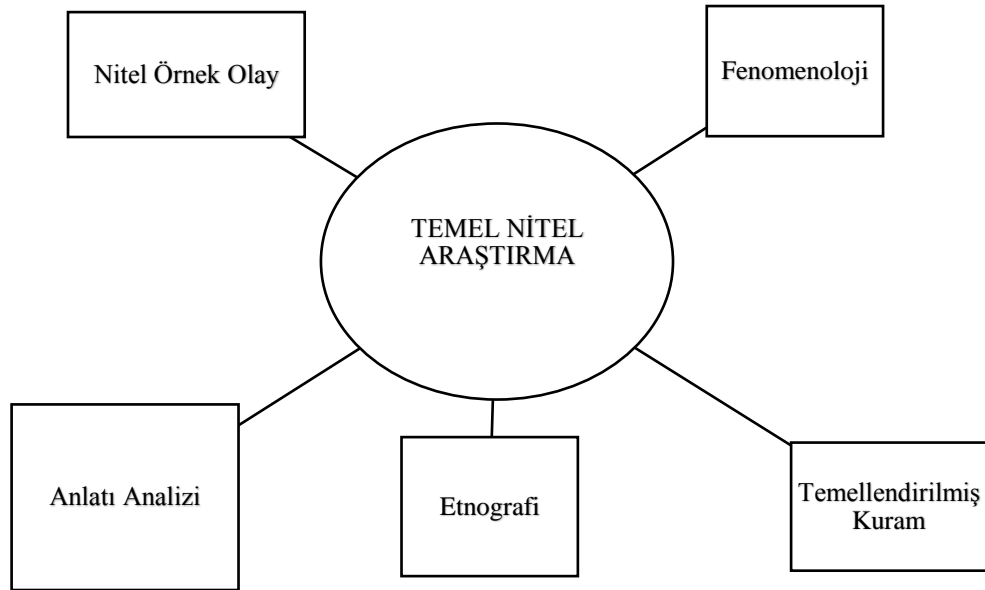 Nitel Örnek Olay
Fenomenoloji
TEMEL NİTEL
ARAŞTIRMA
Anlatı Analizi
Etnografi
Temellendirilmiş
Kuram